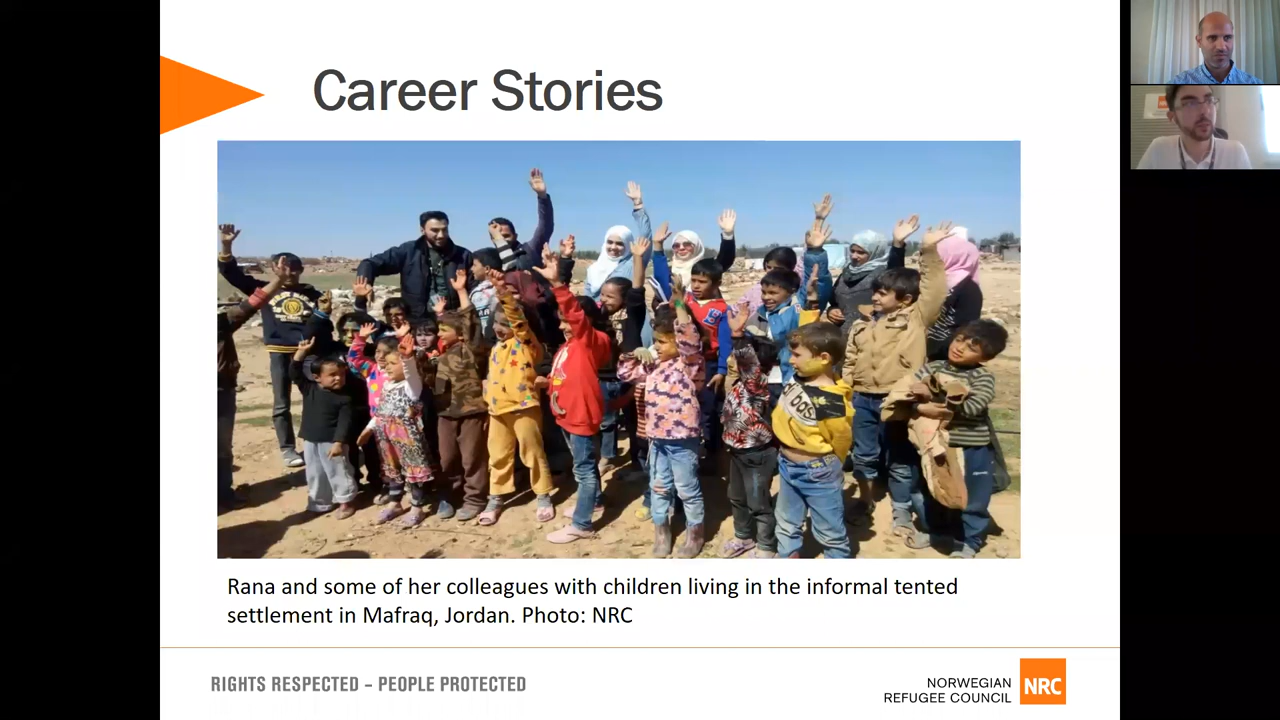 Career Stories
Rana and some of her colleagues with children living in the informal tented
settlement in Mafraq, Jordan. Photo: NRC
RIGHTS RESPECTED – PEOPLE PROTECTED
NORWEGIAN
REFUGEE COUNCIL
NRC